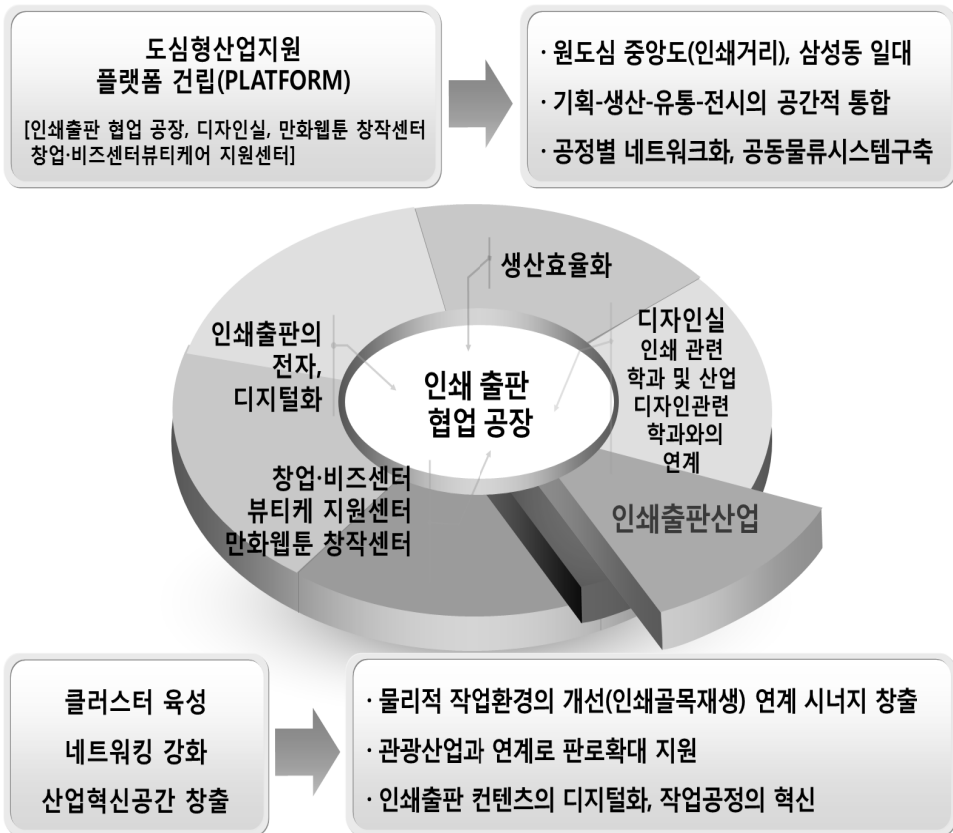 도심형산업지원
플랫폼 건립(PLATFORM)
[인쇄출판 협업 공장, 디자인실, 만화웹툰 창작센터
창업·비즈센터뷰티케어 지원센터]
· 원도심 중앙도(인쇄거리), 삼성동 일대
· 기획-생산-유통-전시의 공간적 통합
· 공정별 네트워크화, 공동물류시스템구축
생산효율화
인쇄출판의
전자,
디지털화
디자인실
인쇄 관련
학과 및 산업
디자인관련
학과와의
연계
인쇄 출판
협업 공장
창업·비즈센터
뷰티케 지원센터
만화웹툰 창작센터
인쇄출판산업
클러스터 육성
네트워킹 강화
산업혁신공간 창출
· 물리적 작업환경의 개선(인쇄골목재생) 연계 시너지 창출
· 관광산업과 연계로 판로확대 지원
· 인쇄출판 컨텐츠의 디지털화, 작업공정의 혁신